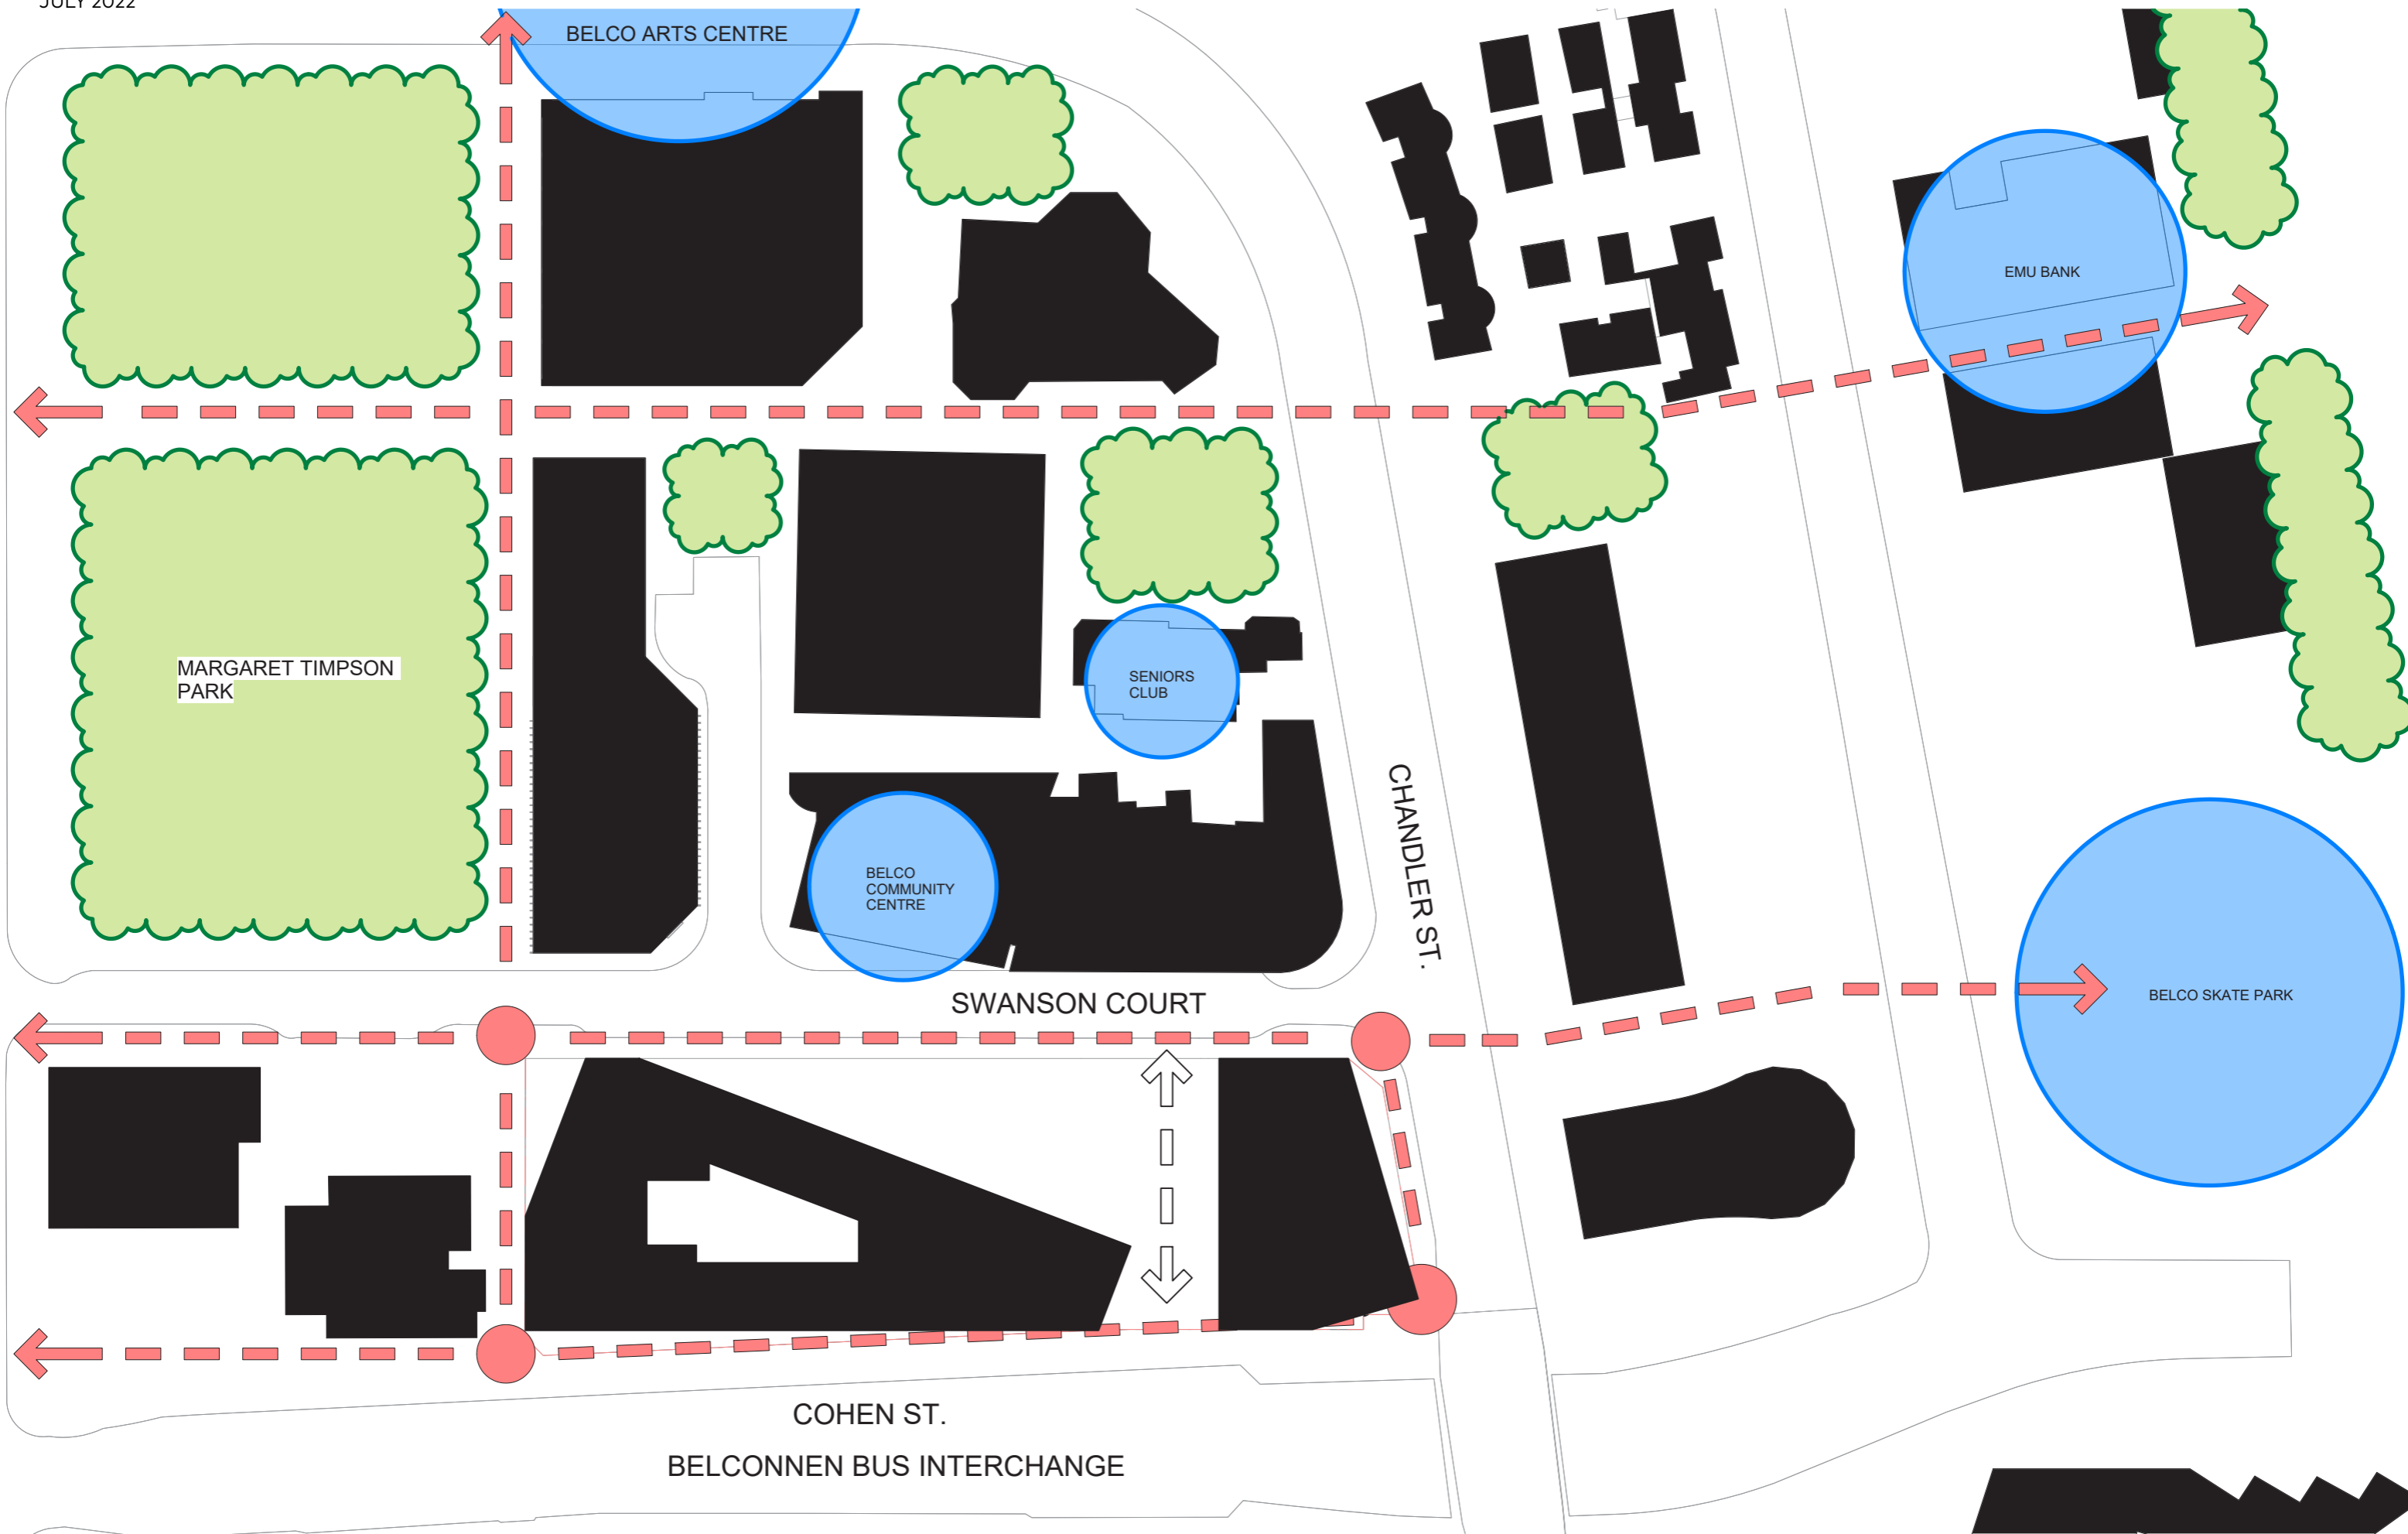 JULY 2022
BELCO ARTS CENTRE
EMU BANK
MARGARET TIMPSON
PARK
SENIORS
CLUB
CHANDLER ST.
BELCO
COMMUNITY
CENTRE
SWANSON COURT
BELCO SKATE PARK
COHEN ST.
BELCONNEN BUS INTERCHANGE